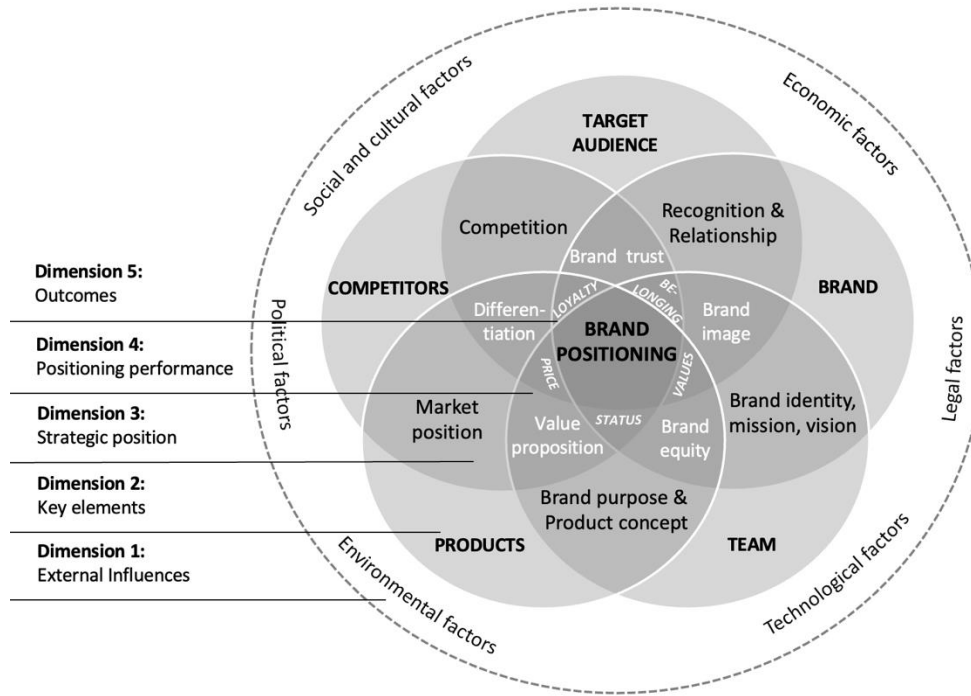 Social and cultural factors
Economic factors
TARGET
AUDIENCE
Competition
Recognition &
Relationship
Brand trust
Dimension 5:
Outcomes
COMPETITORS
BRAND
LOYALTY
BE-
LONGING
Differen-
tiation
Brand
image
BRAND
POSITIONING
Political factors
Legal factors
Dimension 4:
Positioning performance
PRICE
VALUES
Dimension 3:
Strategic position
Market
position
STATUS
Value
proposition
Brand
equity
Brand identity,
mission, vision
Dimension 2:
Key elements
Brand purpose &
Product concept
PRODUCTS
TEAM
Dimension 1:
External Influences
Environmental factors
Technological factors